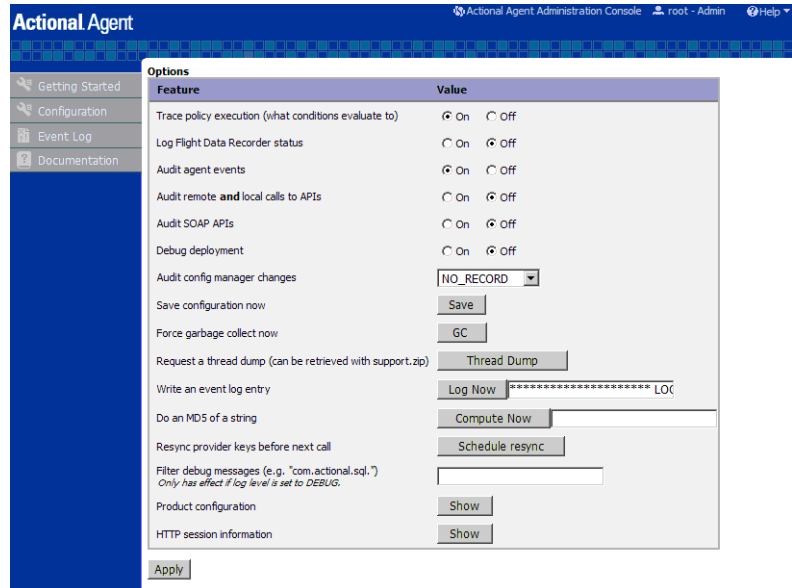 Actional Agent
Actional Agent Administration Console root - Admin Help
Getting Started
Configuration
Event Log
Documentation
Options
Feature Value
Trace policy execution (what conditions evaluate to) On Off
Log Flight Data Recorder status On Off
Audit agent events On Off
Audit remote and local calls to APIs On Off
Audit SOAP APIs On Off
Debug deployment On Off
Audit config manager changes NO_RECORD
Save configuration now Save
Force garbage collect now GC
Request a thread dump (can be retrieved with support.zip) Thread Dump
Write an event log entry Log Now ********************* LOG
Do an MD5 of a string Compute Now
Resync provider keys before next call Schedule resync
Filter debug messages (e.g. "com.actional.sql.")
Only has effect if log level is set to DEBUG.
Product configuration Show
HTTP session information Show
Apply